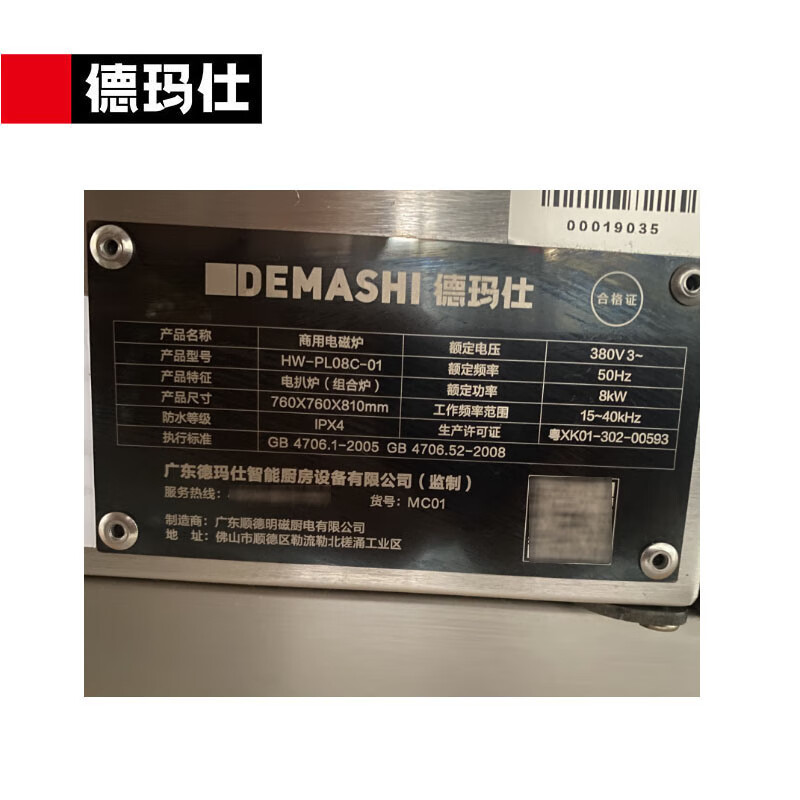 德玛仕
00019035
DEMASHI 德玛仕
合格证
产品名称 商用电磁炉 额定电压 380V 3~
产品型号 HW-PL08C-01 额定频率 50Hz
产品特征 电扒炉（组合炉） 额定功率 8kW
产品尺寸 760X760X810mm 工作频率范围 15~40kHz
防水等级 IPX4 生产许可证 粤XK01-302-00593
执行标准 GB 4706.1-2005 GB 4706.52-2008
广东德玛仕智能厨房设备有限公司（监制）
服务热线： 货号：MC01
制造商：广东顺德明磁厨电有限公司
地 址：佛山市顺德区勒流勒北槎涌工业区